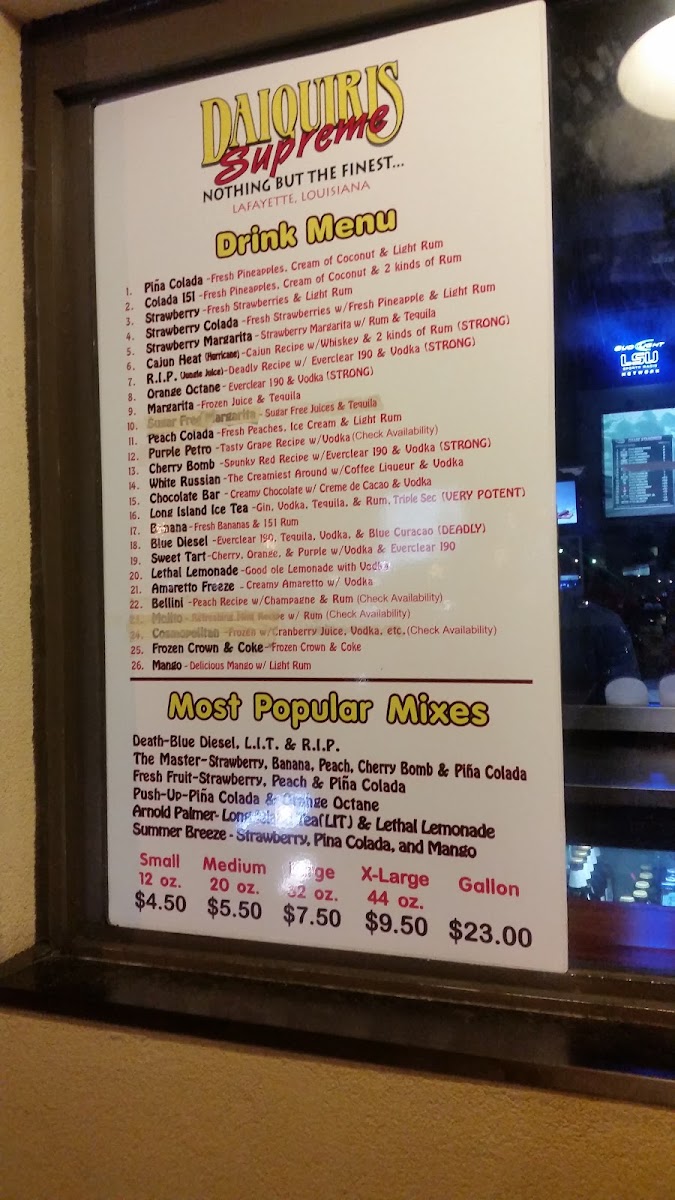 DAIQUIRIS
Supreme
NOTHING BUT THE FINEST...
LAFAYETTE, LOUISIANA
Drink Menu
1. Piña Colada -Fresh Pineapples, Cream of Coconut & Light Rum
2. Colada 151 -Fresh Pineapples, Cream of Coconut & 2 kinds of Rum
3. Strawberry -Fresh Strawberries & Light Rum
4. Strawberry Colada -Fresh Strawberries w/Fresh Pineapple & Light Rum
5. Strawberry Margarita -Strawberry Margarita w/ Rum & Tequila
6. Cajun Heat (Hurricane) -Cajun Recipe w/Whiskey & 2 kinds of Rum (STRONG)
7. R.I.P. (Jungle Juice) -Deadly Recipe w/ Everclear 190 & Vodka (STRONG)
8. Orange Octane -Everclear 190 & Vodka (STRONG)
9. Margarita -Frozen Juice & Tequila
10. Sugar Free Margarita - Sugar Free Juices & Tequila
11. Peach Colada -Fresh Peaches, Ice Cream & Light Rum
12. Purple Petro -Tasty Grape Recipe w/Vodka (Check Availability)
13. Cherry Bomb -Spunky Red Recipe w/Everclear 190 & Vodka (STRONG)
14. White Russian -The Creamiest Around w/Coffee Liqueur & Vodka
15. Chocolate Bar - Creamy Chocolate w/ Creme de Cacao & Vodka
16. Long Island Ice Tea -Gin, Vodka, Tequila, & Rum, Triple Sec (VERY POTENT)
17. Banana -Fresh Bananas & 151 Rum
18. Blue Diesel -Everclear 190, Tequila, Vodka, & Blue Curacao (DEADLY)
19. Sweet Tart -Cherry, Orange, & Purple w/Vodka & Everclear 190
20. Lethal Lemonade -Good ole Lemonade with Vodka
21. Amaretto Freeze - Creamy Amaretto w/ Vodka
22. Bellini -Peach Recipe w/Champagne & Rum (Check Availability)
23. Mojito -Refreshing Mint Recipe w/ Rum (Check Availability)
24. Cosmopolitan -Frozen w/Cranberry Juice, Vodka, etc. (Check Availability)
25. Frozen Crown & Coke -Frozen Crown & Coke
26. Mango -Delicious Mango w/ Light Rum
Most Popular Mixes
Death-Blue Diesel, L.I.T. & R.I.P.
The Master-Strawberry, Banana, Peach, Cherry Bomb & Piña Colada
Fresh Fruit-Strawberry, Peach & Piña Colada
Push-Up-Piña Colada & Orange Octane
Arnold Palmer- Long Island Tea(LIT) & Lethal Lemonade
Summer Breeze - Strawberry, Pina Colada, and Mango
Small Medium Large X-Large Gallon
12 oz. 20 oz. 32 oz. 44 oz.
$4.50 $5.50 $7.50 $9.50 $23.00
BUD LIGHT
LSU
SPORTS RADIO
NETWORK